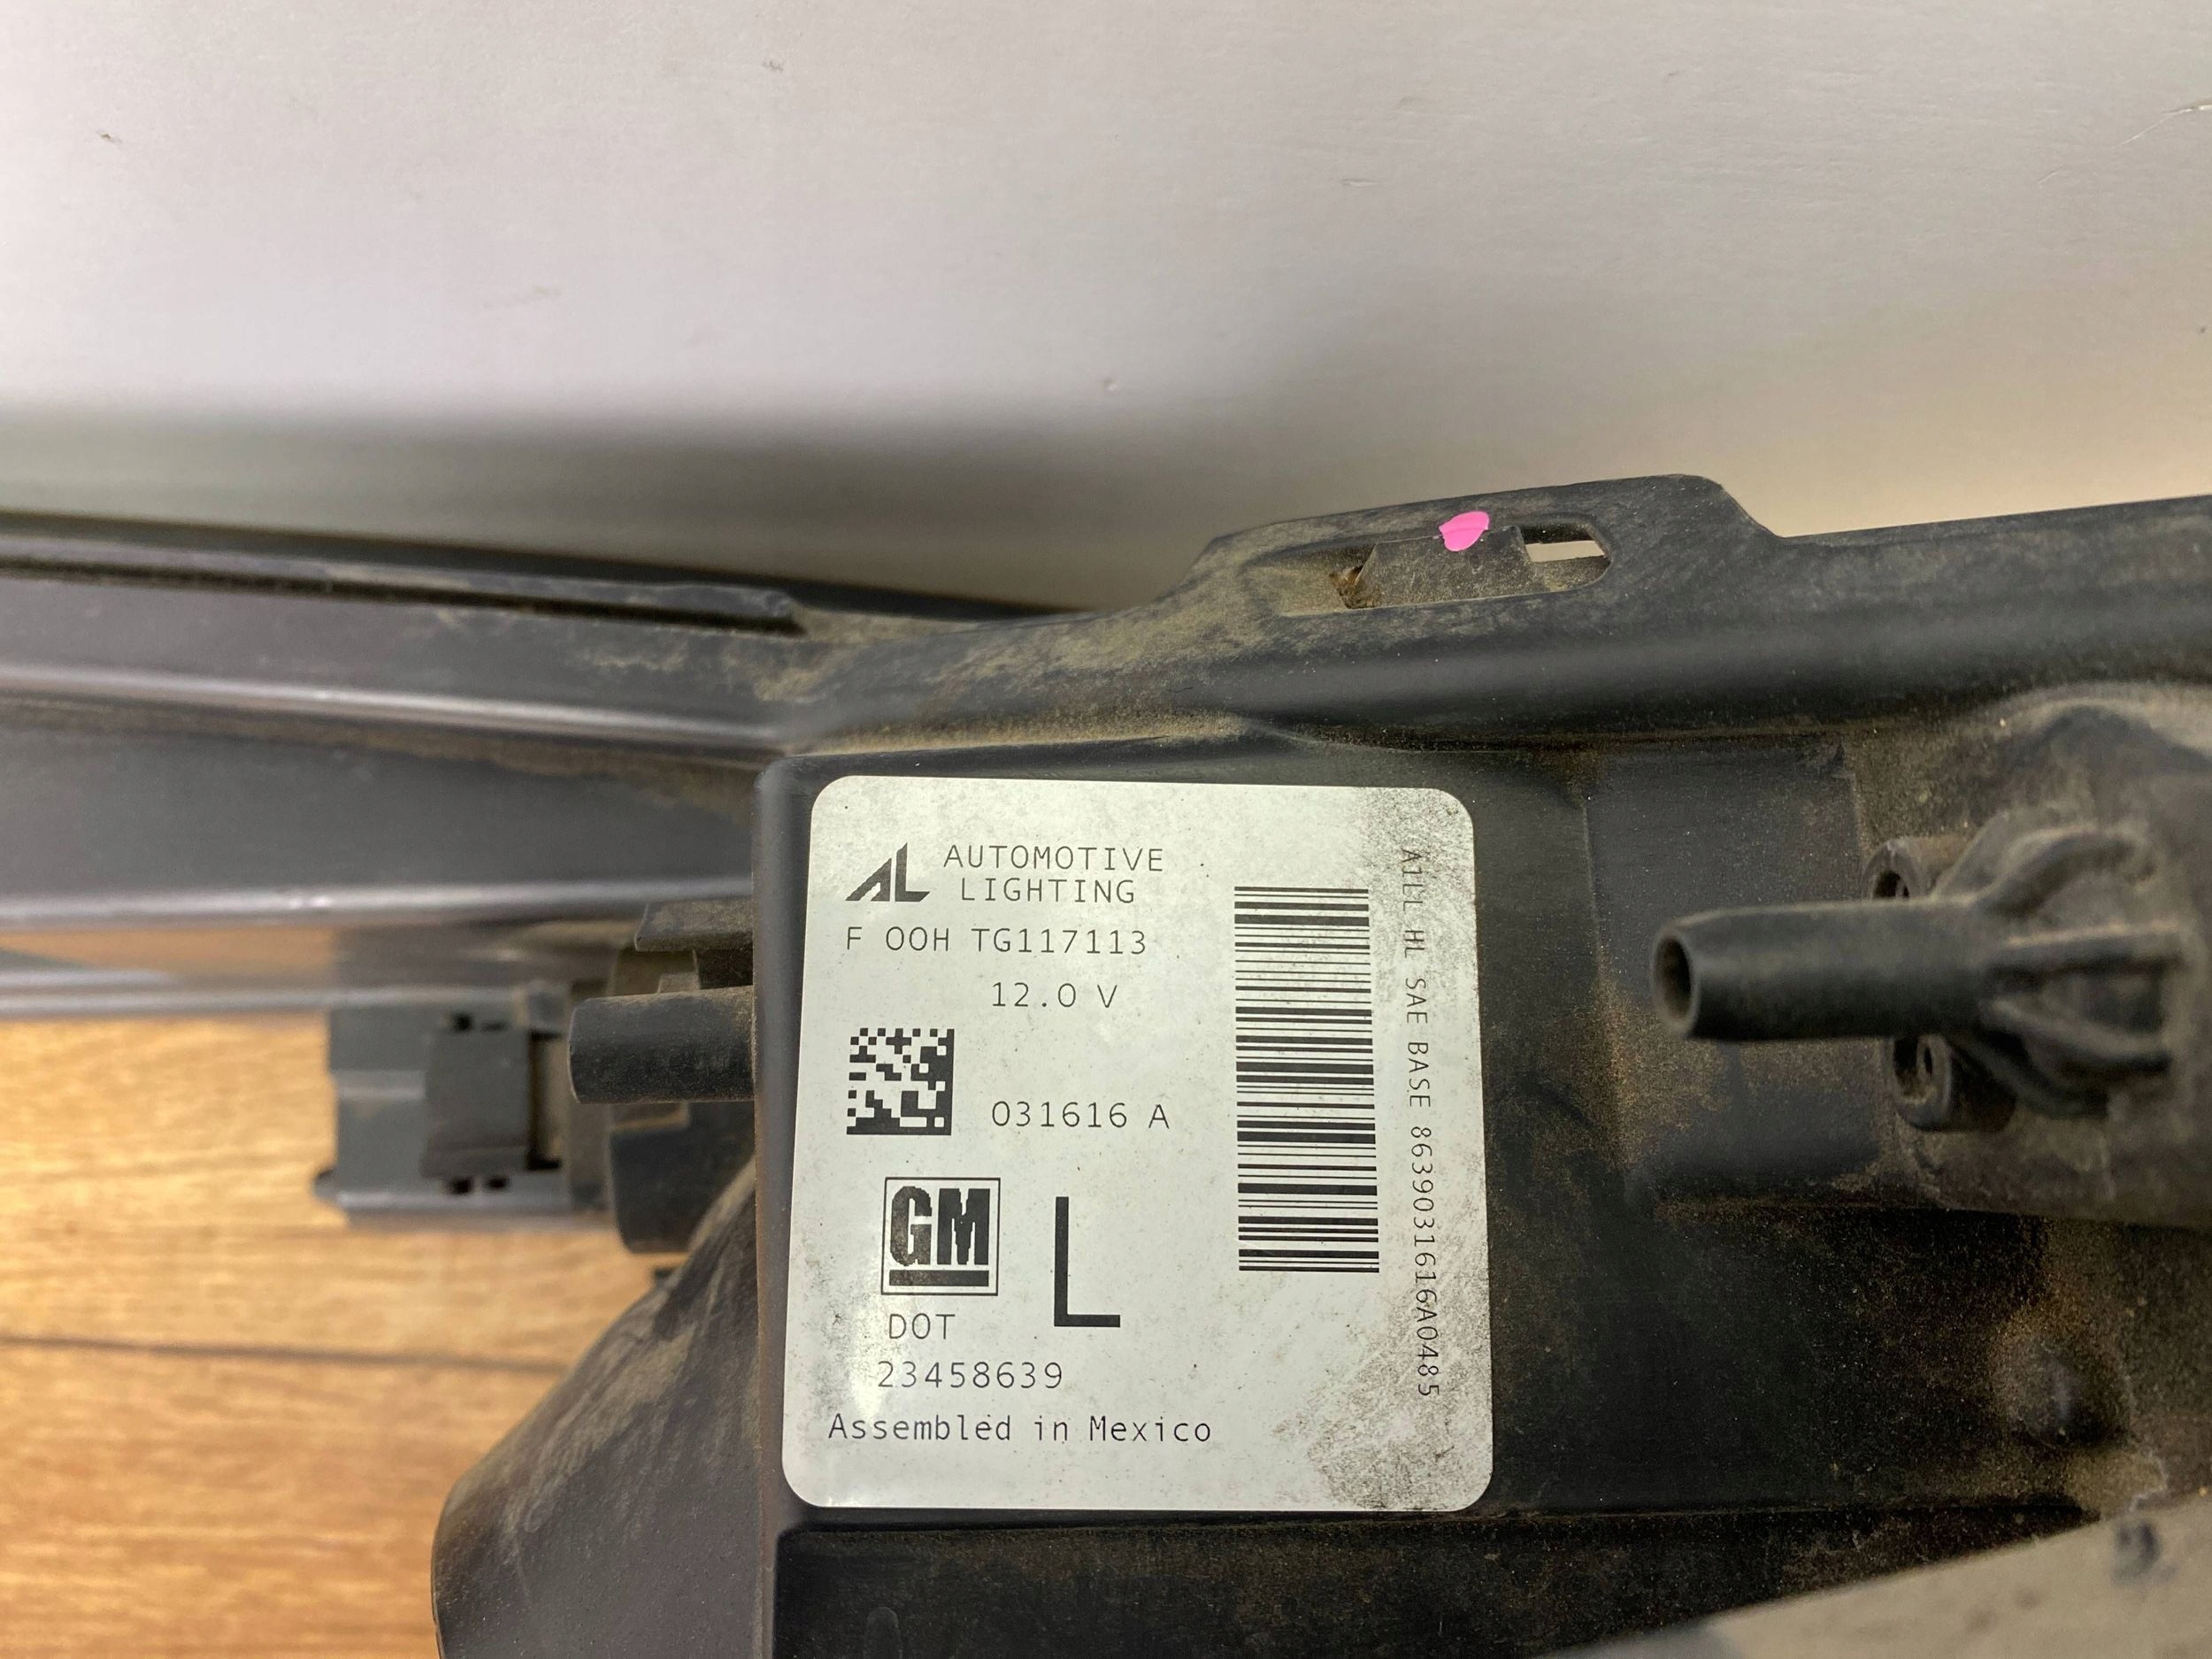 AL AUTOMOTIVE
LIGHTING
F 00H TG117113
12.0 V
031616 A
GM
L
DOT
23458639
Assembled in Mexico
A1LL HL SAE BASE 8639031616A0485